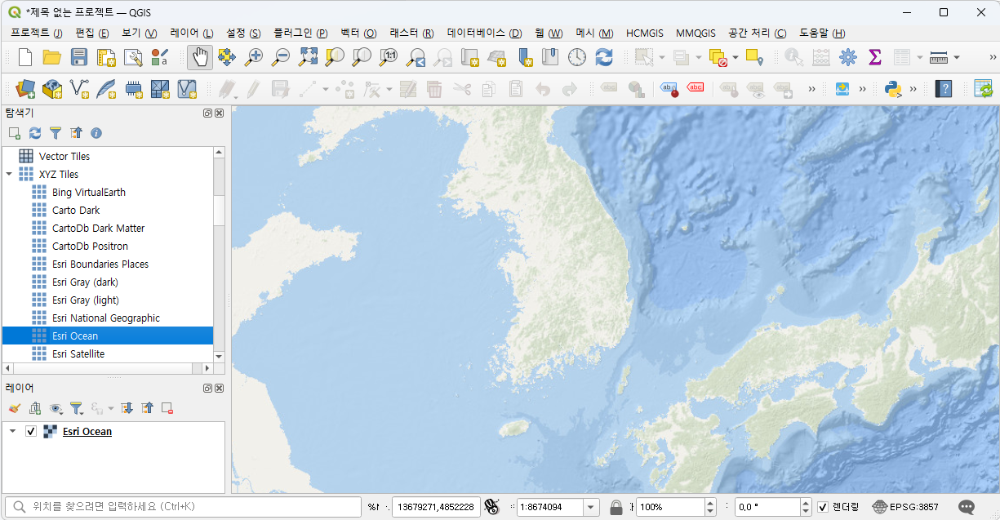 *제목 없는 프로젝트 — QGIS
프로젝트 (J) 편집 (E) 보기 (V) 레이어 (L) 설정 (S) 플러그인 (P) 벡터 (O) 래스터 (R) 데이터베이스 (D) 웹 (W) 메시 (M) HCMGIS MMQGIS 공간 처리 (C) 도움말 (H)
탐색기
Vector Tiles
XYZ Tiles
Bing VirtualEarth
Carto Dark
CartoDb Dark Matter
CartoDb Positron
Esri Boundaries Places
Esri Gray (dark)
Esri Gray (light)
Esri National Geographic
Esri Ocean
Esri Satellite
레이어
Esri Ocean
위치를 찾으려면 입력하세요 (Ctrl+K) 13679271,4852228 1:8674094 100% 0,0 ° 렌더링 EPSG:3857